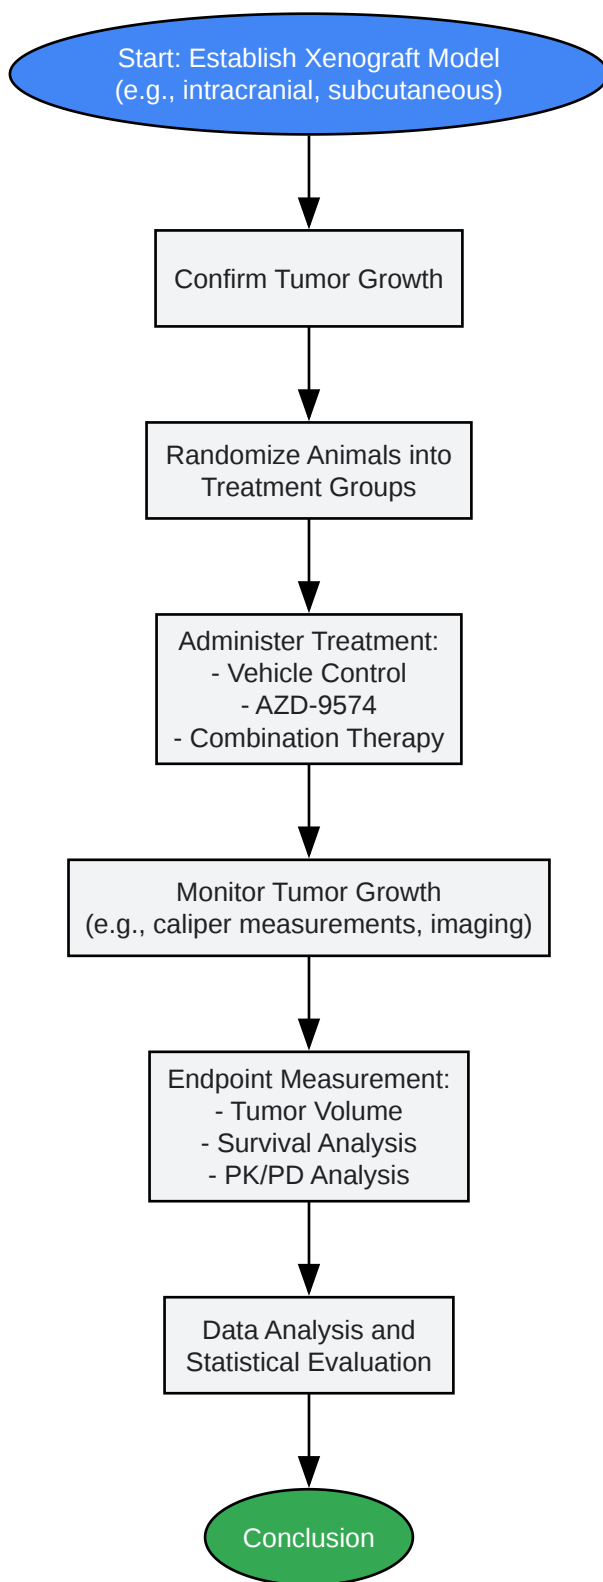 Start: Establish Xenograft Model
(e.g., intracranial, subcutaneous)
Confirm Tumor Growth
Randomize Animals into
Treatment Groups
Administer Treatment:
- Vehicle Control
- AZD-9574
- Combination Therapy
Monitor Tumor Growth
(e.g., caliper measurements, imaging)
Endpoint Measurement:
- Tumor Volume
- Survival Analysis
- PK/PD Analysis
Data Analysis and
Statistical Evaluation
Conclusion